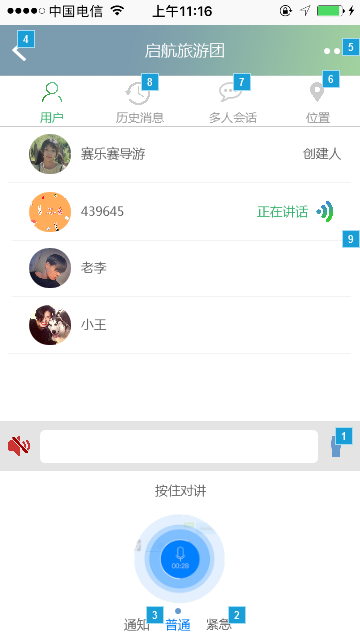 中国电信 上午11:16
4 启航旅游团 5
8 7 6
用户 历史消息 多人会话 位置
赛乐赛导游 创建人
439645 正在讲话
9
老李
小王
1
按住对讲
00:28
3 2
通知 普通 紧急